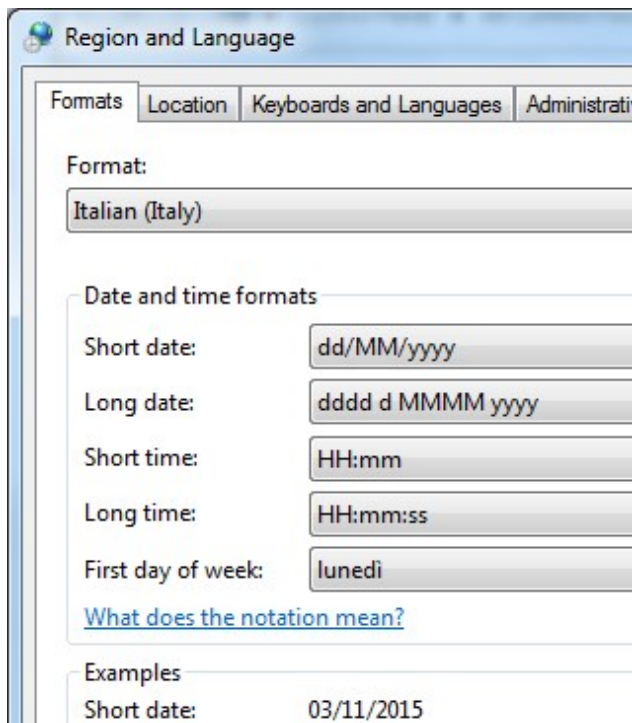 Region and Language
Formats Location Keyboards and Languages Administrati
Format:
Italian (Italy)
Date and time formats
Short date: dd/MM/yyyy
Long date: dddd d MMMM yyyy
Short time: HH:mm
Long time: HH:mm:ss
First day of week: lunedì
What does the notation mean?
Examples
Short date: 03/11/2015